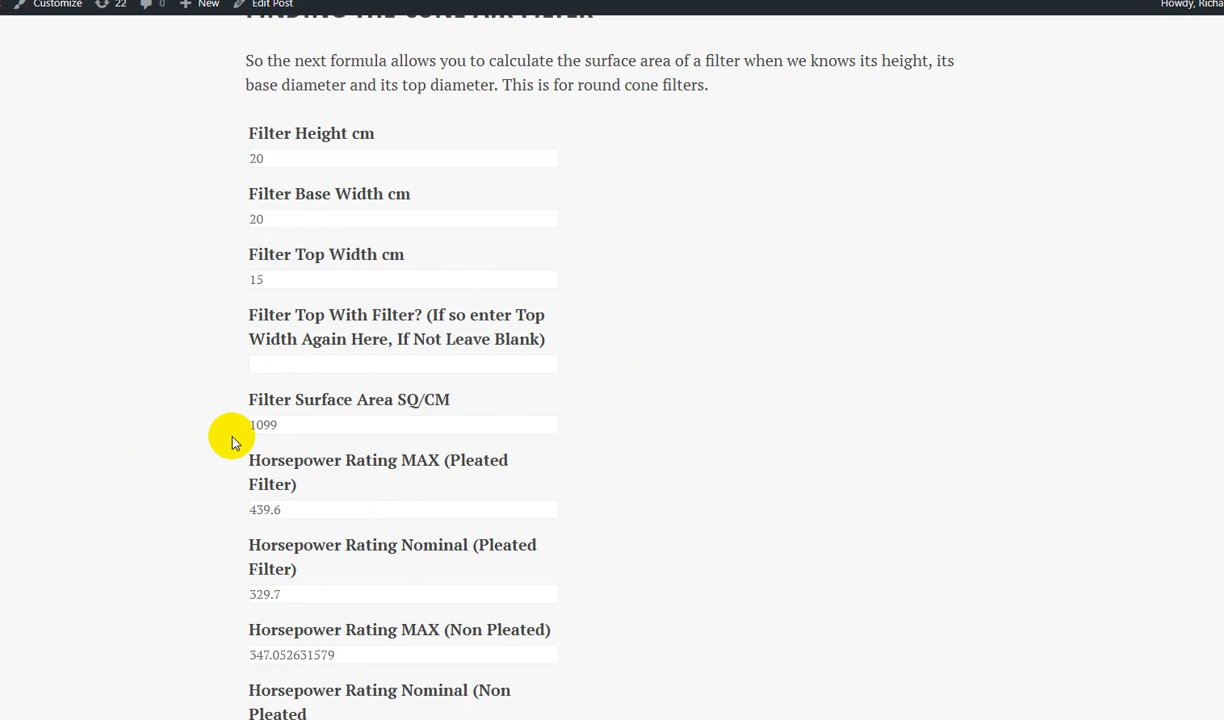 Customize 22 0 New Edit Post Howdy, Richa
FINDING THE CONE AIR FILTER
So the next formula allows you to calculate the surface area of a filter when we knows its height, its
base diameter and its top diameter. This is for round cone filters.
Filter Height cm
20
Filter Base Width cm
20
Filter Top Width cm
15
Filter Top With Filter? (If so enter Top
Width Again Here, If Not Leave Blank)
Filter Surface Area SQ/CM
1099
Horsepower Rating MAX (Pleated
Filter)
439.6
Horsepower Rating Nominal (Pleated
Filter)
329.7
Horsepower Rating MAX (Non Pleated)
347.052631579
Horsepower Rating Nominal (Non
Pleated